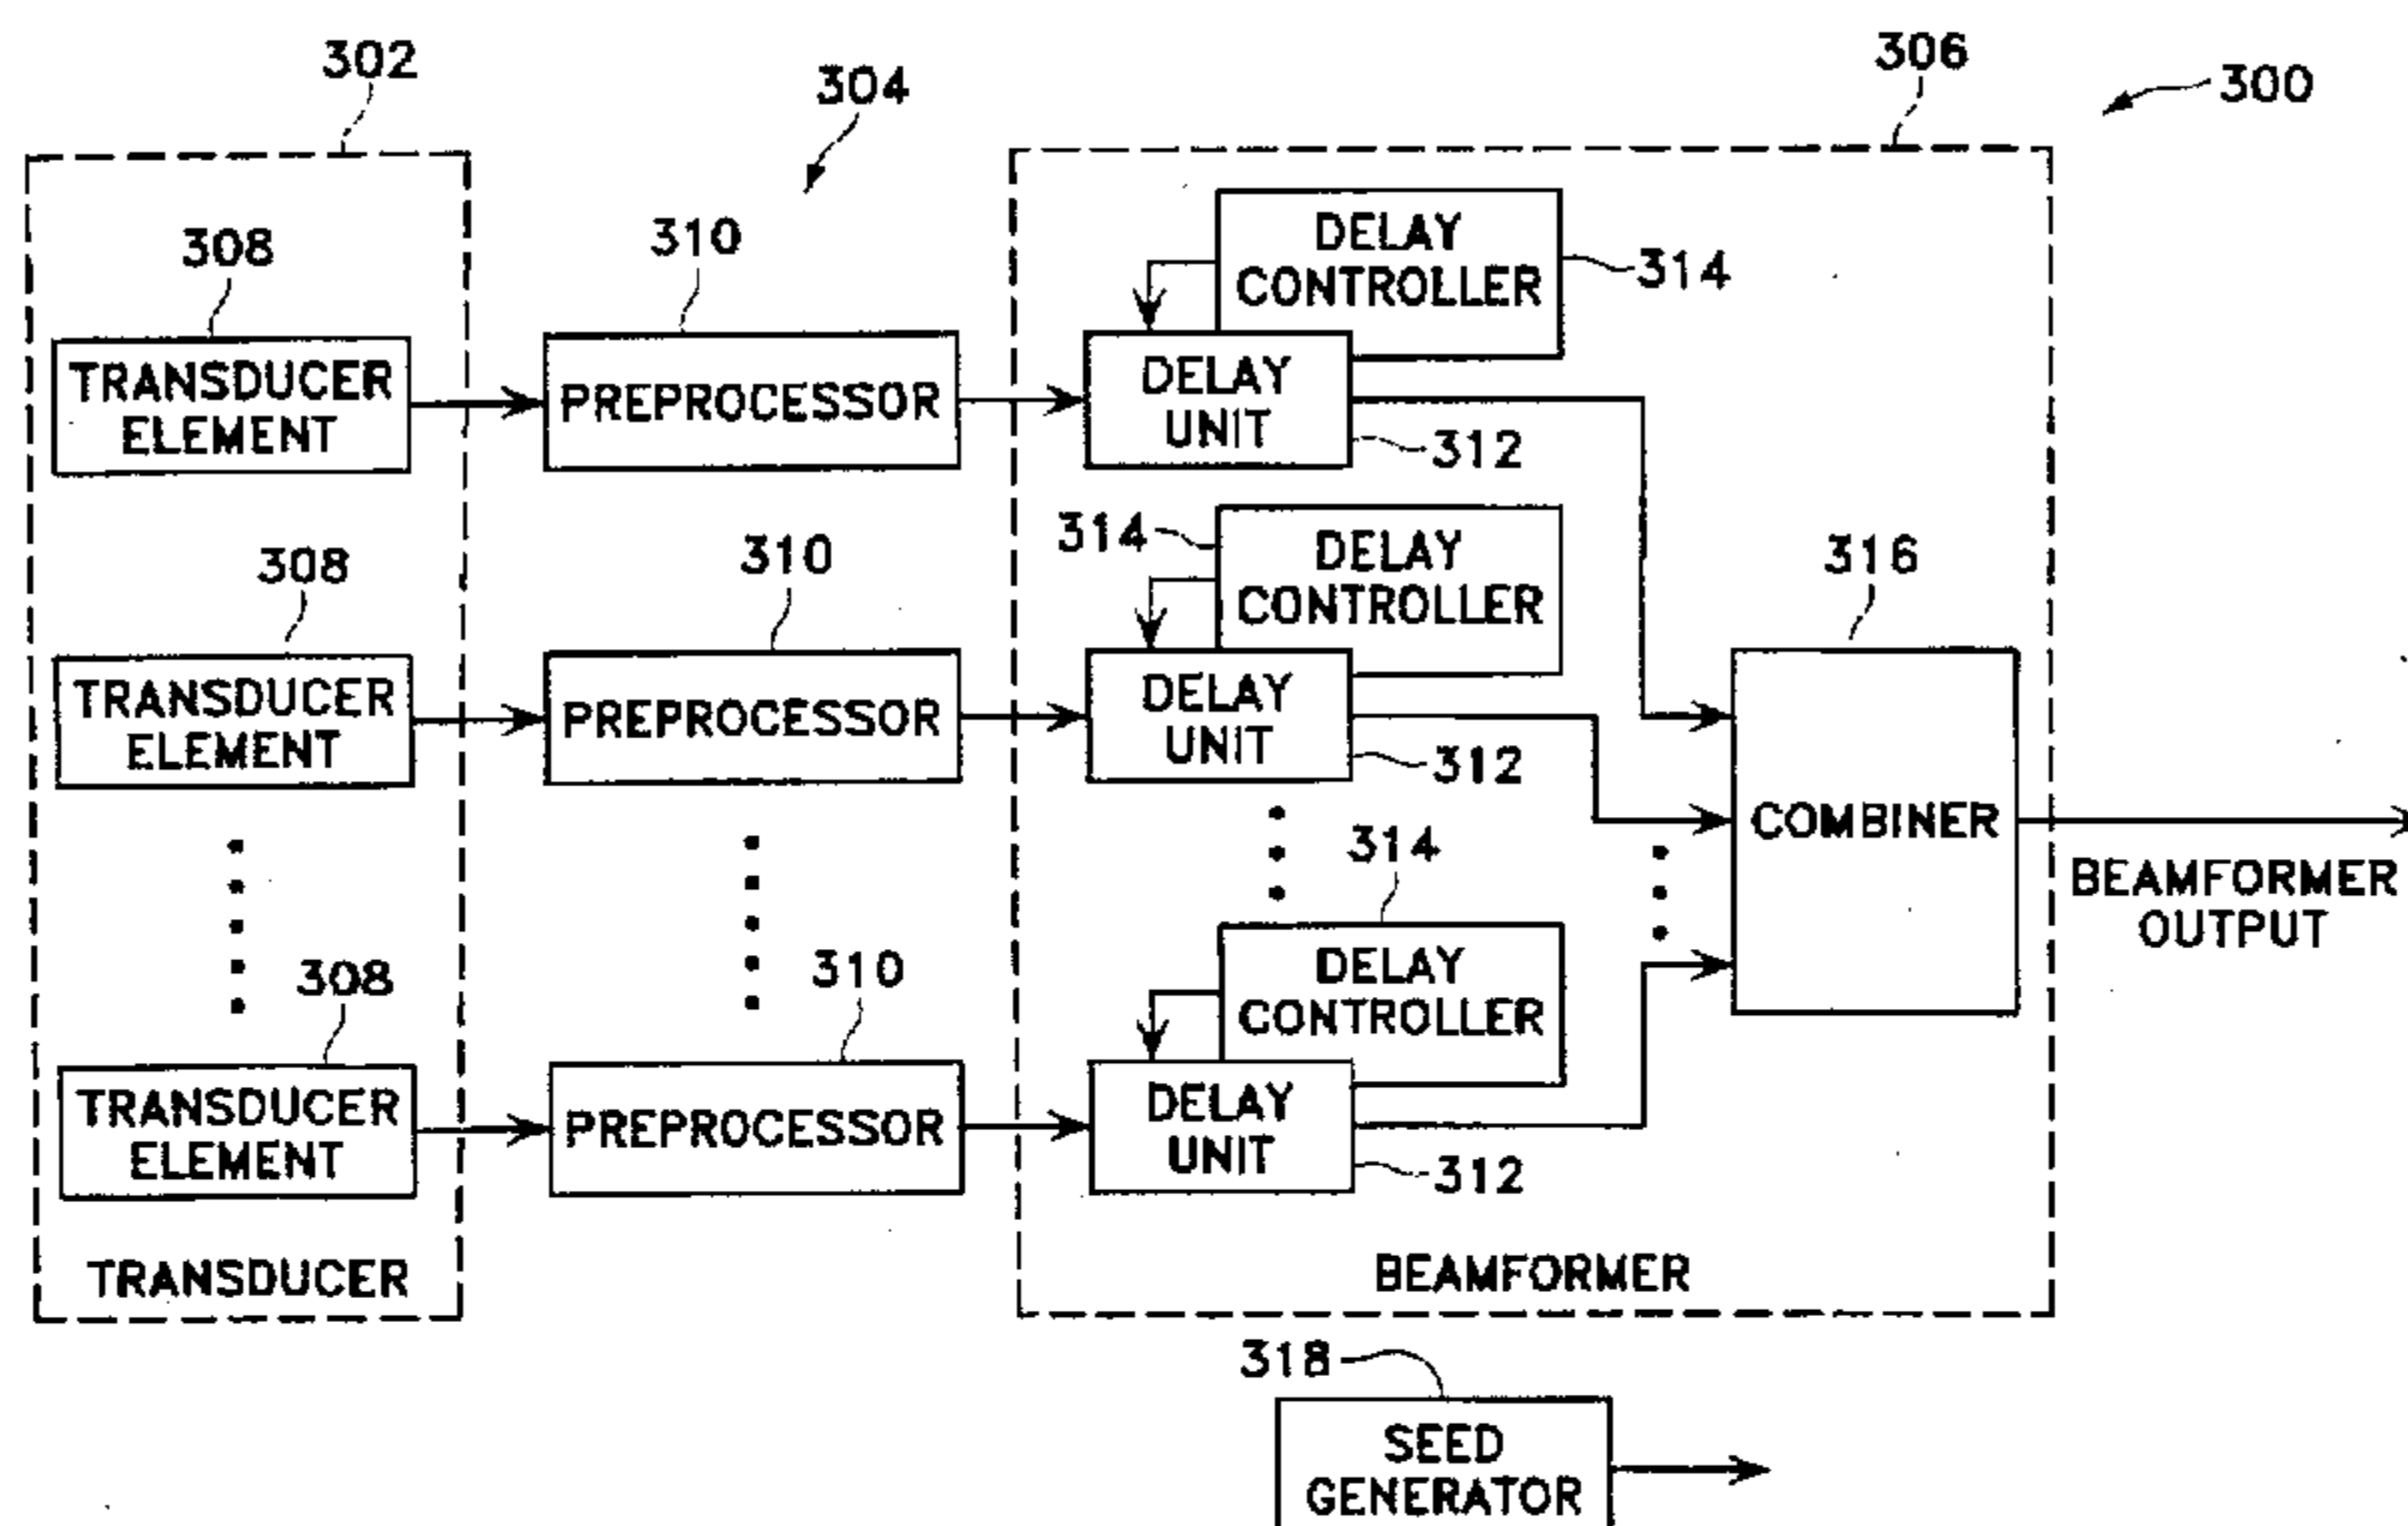 302
304
306
300
308
310
DELAY
CONTROLLER
314
TRANSDUCER
ELEMENT
PREPROCESSOR
DELAY
UNIT
312
308
310
314
DELAY
CONTROLLER
316
TRANSDUCER
ELEMENT
PREPROCESSOR
DELAY
UNIT
312
COMBINER
BEAMFORMER
OUTPUT
314
308
310
DELAY
CONTROLLER
TRANSDUCER
ELEMENT
PREPROCESSOR
DELAY
UNIT
312
TRANSDUCER
BEAMFORMER
318
SEED
GENERATOR